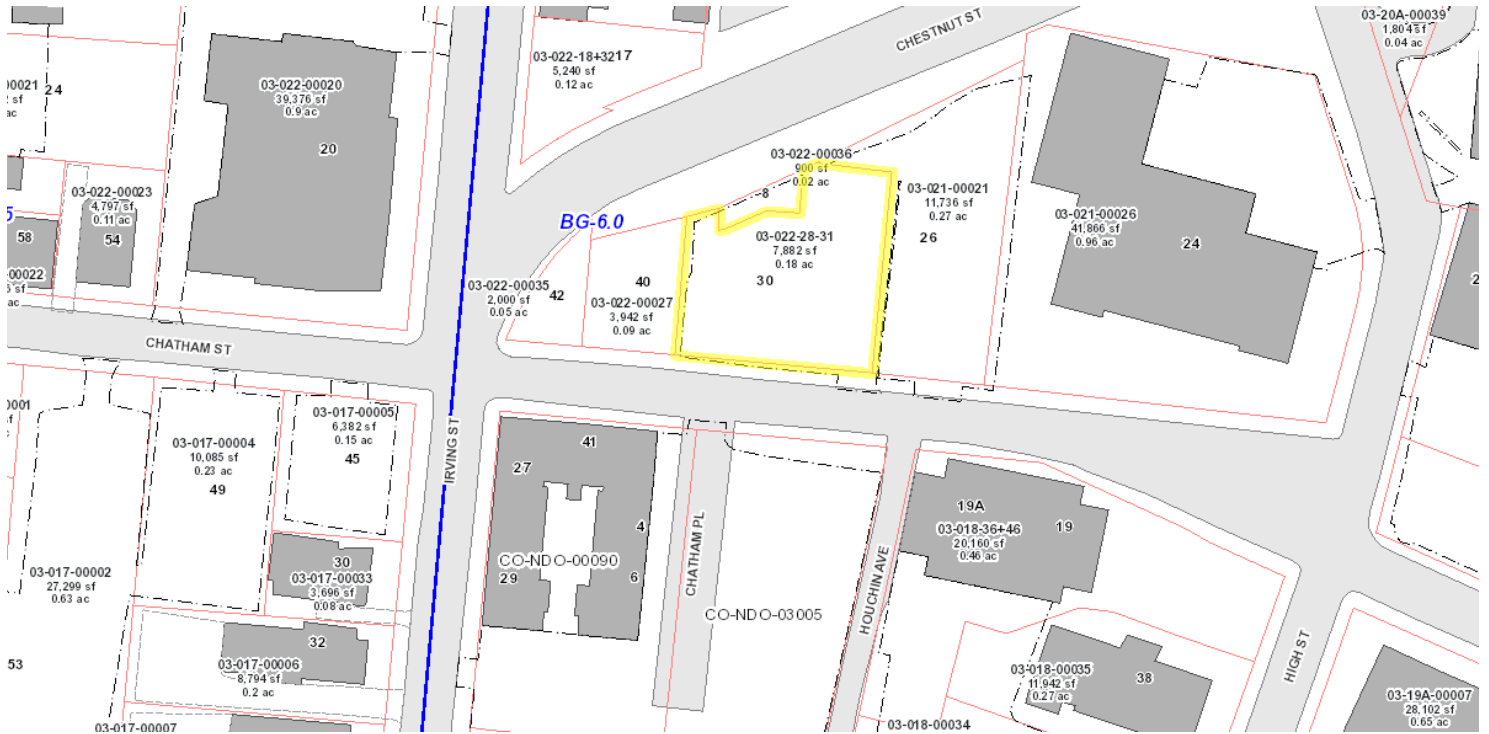 03-20A-00039
1,804 sf
0.04 ac
CHESTNUT ST
03-022-18+3217
5,240 sf
0.12 ac
00021
24
sf
ac
03-022-00020
39,376 sf
0.9 ac
20
03-022-00036
900 sf
0.02 ac
8
03-022-00023
4,797 sf
0.11 ac
54
5
58
BG-6.0
03-021-00021
11,736 sf
0.27 ac
26
03-021-00026
41,866 sf
0.96 ac
24
03-022-28-31
7,882 sf
0.18 ac
30
00022
sf
ac
03-022-00035
2,000 sf
0.05 ac
42
40
03-022-00027
3,942 sf
0.09 ac
2
CHATHAM ST
0001
03-017-00004
10,085 sf
0.23 ac
49
03-017-00005
6,382 sf
0.15 ac
45
IRVING ST
41
27
4
CO-NDO-00090
29
6
CHATHAM PL
CO-NDO-03005
HOUCHIN AVE
19A
19
03-018-36+46
20,160 sf
0.46 ac
03-017-00002
27,299 sf
0.63 ac
53
30
03-017-00033
3,696 sf
0.08 ac
32
03-017-00006
8,794 sf
0.2 ac
03-017-00007
03-018-00035
11,942 sf
0.27 ac
38
HIGH ST
03-018-00034
03-19A-00007
28,102 sf
0.65 ac